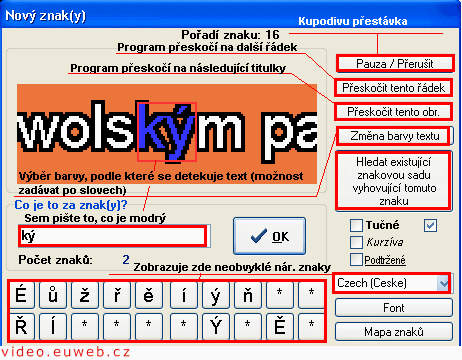 Nový znak(y)
Kupodivu přestávka
Pořadí znaku: 16
Program přeskočí na další řádek
Pauza / Přerušit
Program přeskočí na následující titulky
Přeskočit tento řádek
Přeskočit tento obr.
wolským pa
Změna barvy textu
Výběr barvy, podle které se detekuje text (možnost
zadávat po slovech)
Hledat existující
znakovou sadu
vyhovující tomuto
znaku
Co je to za znak(y)?
Sem pište to, co je modrý
ký
OK
Tučné
Kurzíva
Podtržené
Počet znaků: 2
Zobrazuje zde neobvyklé nár. znaky
Czech (Ceske)
É ů ž ř ě í ý ň * *
Ř Í * * * * Ý * Ě *
Font
Mapa znaků
video.euweb.cz